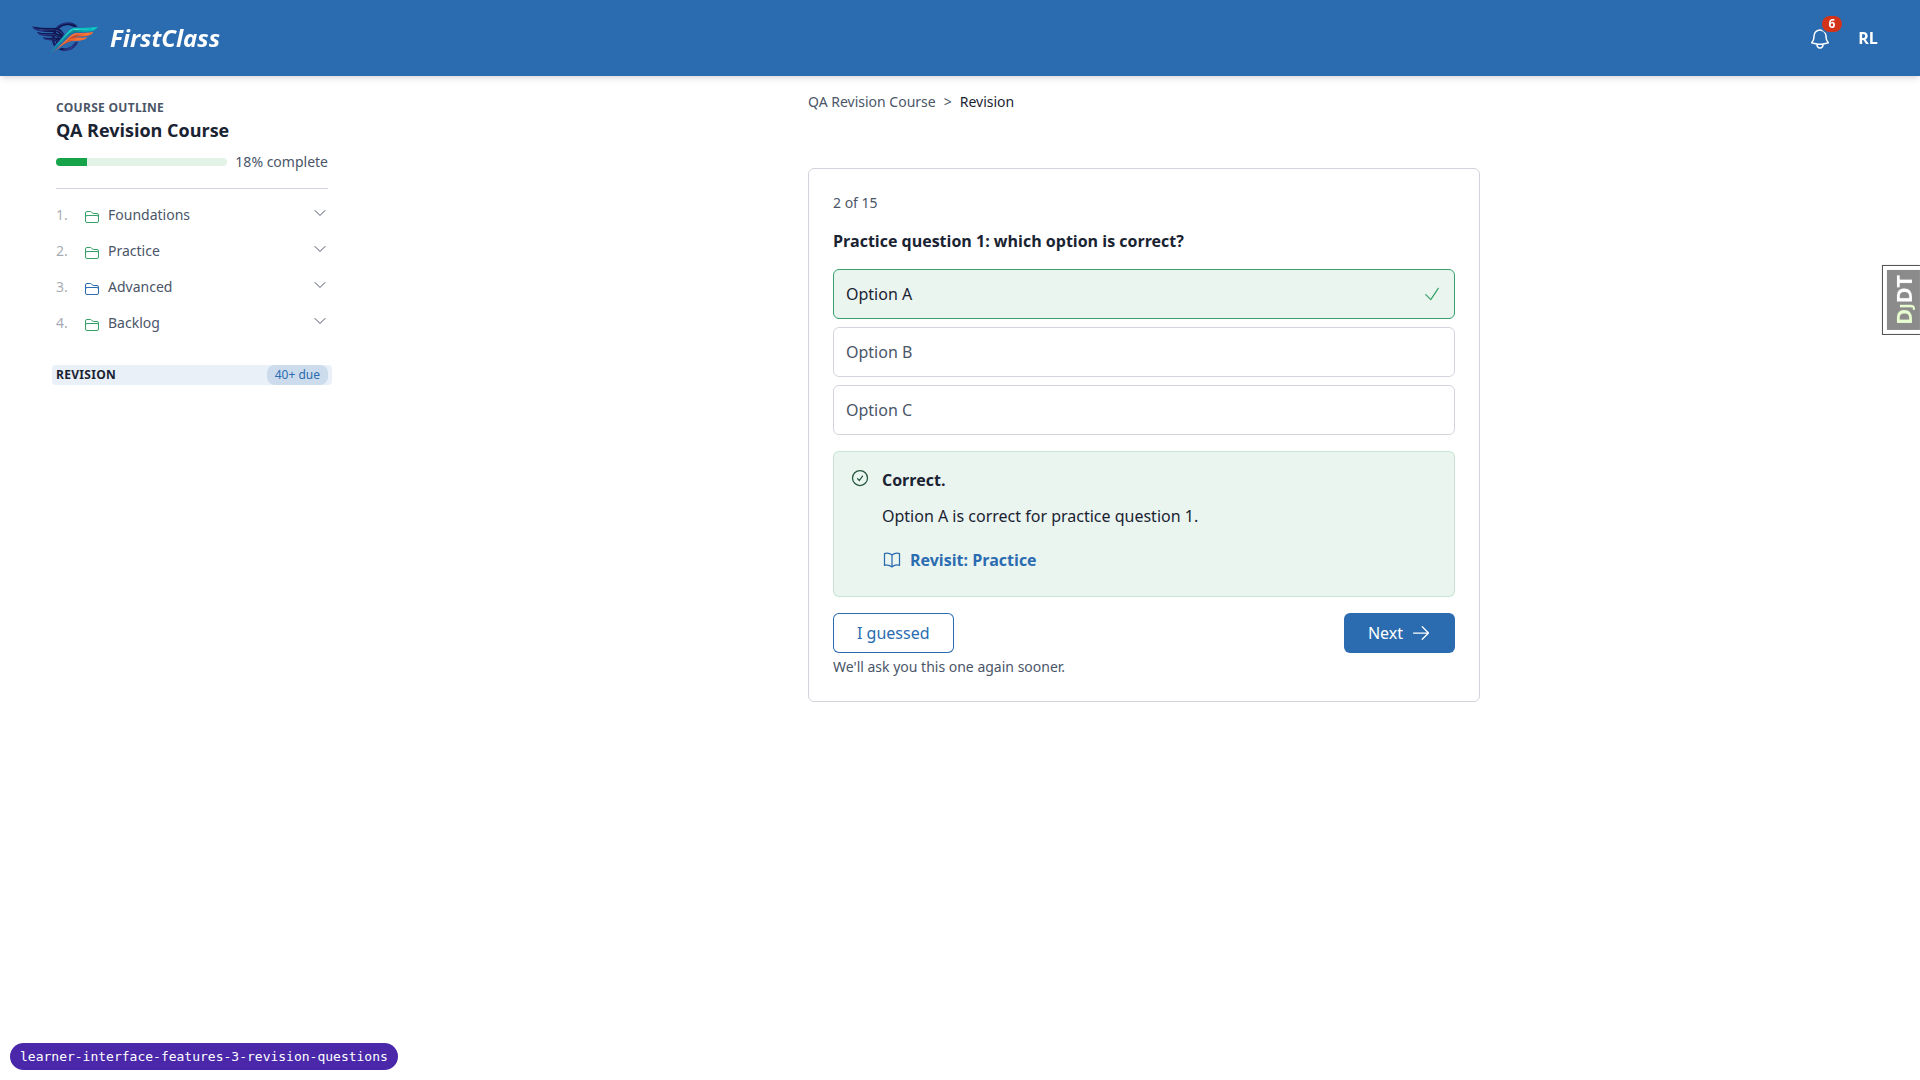 FirstClass
6
RL
COURSE OUTLINE
QA Revision Course
18% complete
1. Foundations
2. Practice
3. Advanced
4. Backlog
REVISION
40+ due
QA Revision Course > Revision
2 of 15
Practice question 1: which option is correct?
Option A
Option B
Option C
Correct.
Option A is correct for practice question 1.
Revisit: Practice
I guessed
Next
We'll ask you this one again sooner.
DJDT
learner-interface-features-3-revision-questions